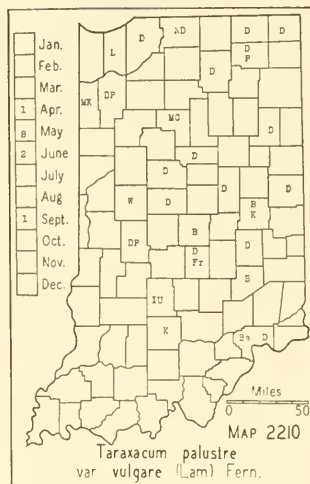 Jan.
Feb.
Mar.
1 Apr.
8 May
2 June
July
Aug
1 Sept.
Oct.
Nov.
Dec.
L D AD D D
D D P
MK DP
MC
D
D
D
W D D B K D
B
DP D Fr D
B
IU
K
Ba D
Miles
0 50
MAP 2210
Taraxacum palustre
var vulgare (Lam) Fern.